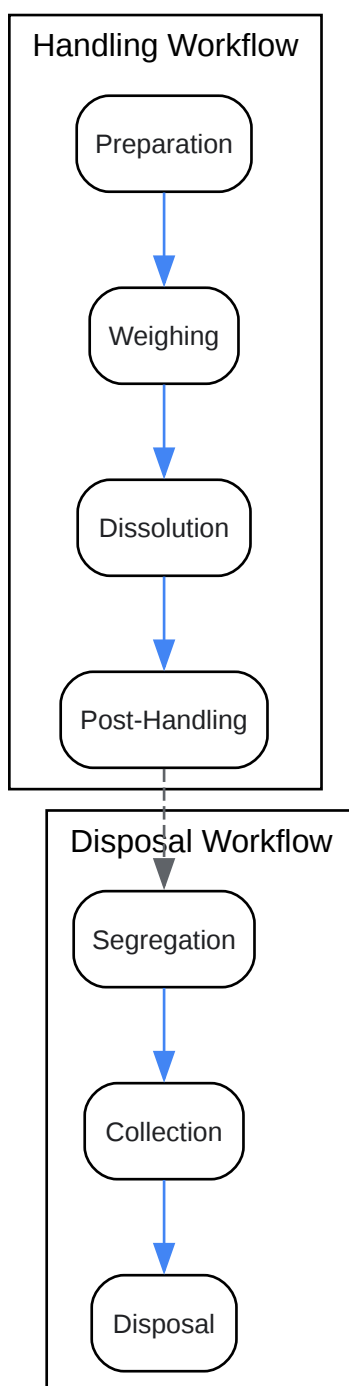 Handling Workflow
Preparation
Weighing
Dissolution
Post-Handling
Disposal Workflow
Segregation
Collection
Disposal